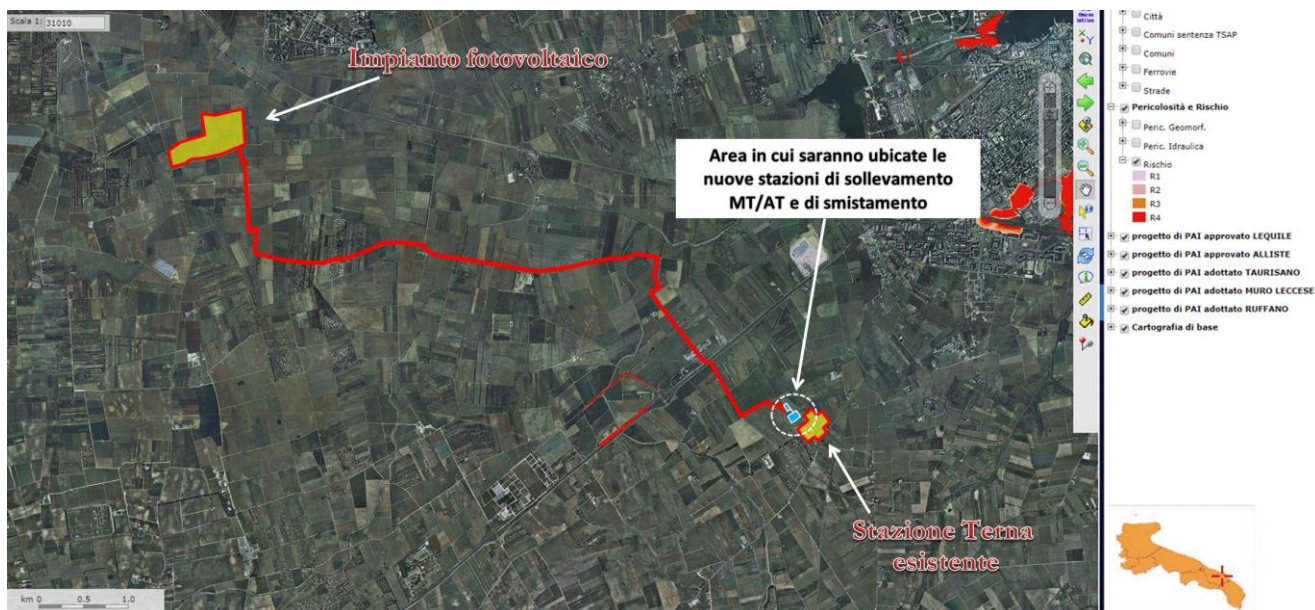 Scala 1: 31010
Impianto fotovoltaico
Area in cui saranno ubicate le
nuove stazioni di sollevamento
MT/AT e di smistamento
Stazione Terna
esistente
km 0 0.5 1.0
Città
Comuni sentenza TSAP
Comuni
Ferrovie
Strade
Pericolosità e Rischio
Peric. Geomorf.
Peric. Idraulica
Rischio
R1
R2
R3
R4
progetto di PAI approvato LEQUILE
progetto di PAI approvato ALLISTE
progetto di PAI adottato TAURISANO
progetto di PAI adottato MURO LECCESE
progetto di PAI adottato RUFFANO
Cartografia di base